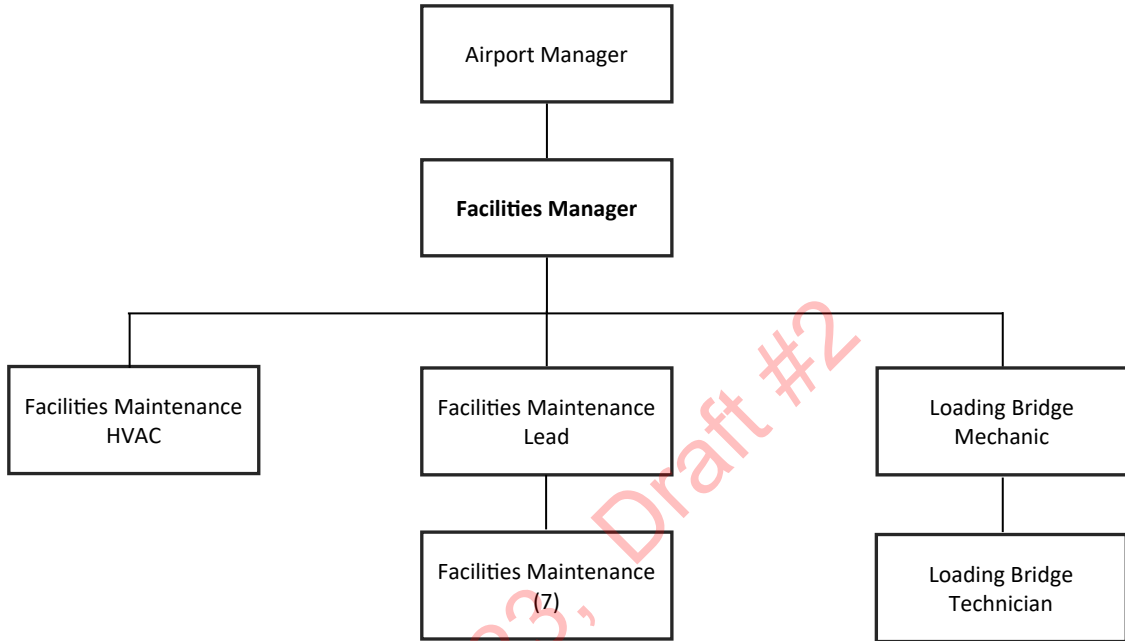 Airport Manager
Facilities Manager
Facilities Maintenance
HVAC
Facilities Maintenance
Lead
Loading Bridge
Mechanic
Facilities Maintenance
(7)
Loading Bridge
Technician
Draft #2